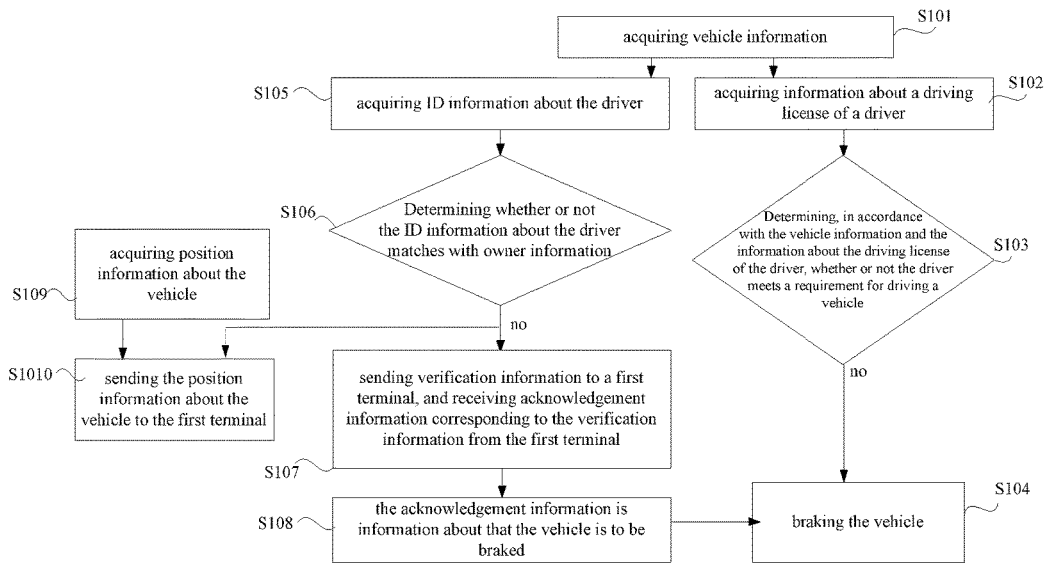 S101
acquiring vehicle information
S105
acquiring ID information about the driver
acquiring information about a driving
license of a driver
S102
S106
Determining whether or not
the ID information about the driver
matches with owner information
Determining, in accordance
with the vehicle information and the
information about the driving license
of the driver, whether or not the driver
meets a requirement for driving a
vehicle
S103
acquiring position
information about the
vehicle
S109
no
no
S1010
sending the position
information about the
vehicle to the first terminal
sending verification information to a first
terminal, and receiving acknowledgement
information corresponding to the verification
information from the first terminal
S107
S108
the acknowledgement information is
information about that the vehicle is to be
braked
braking the vehicle
S104